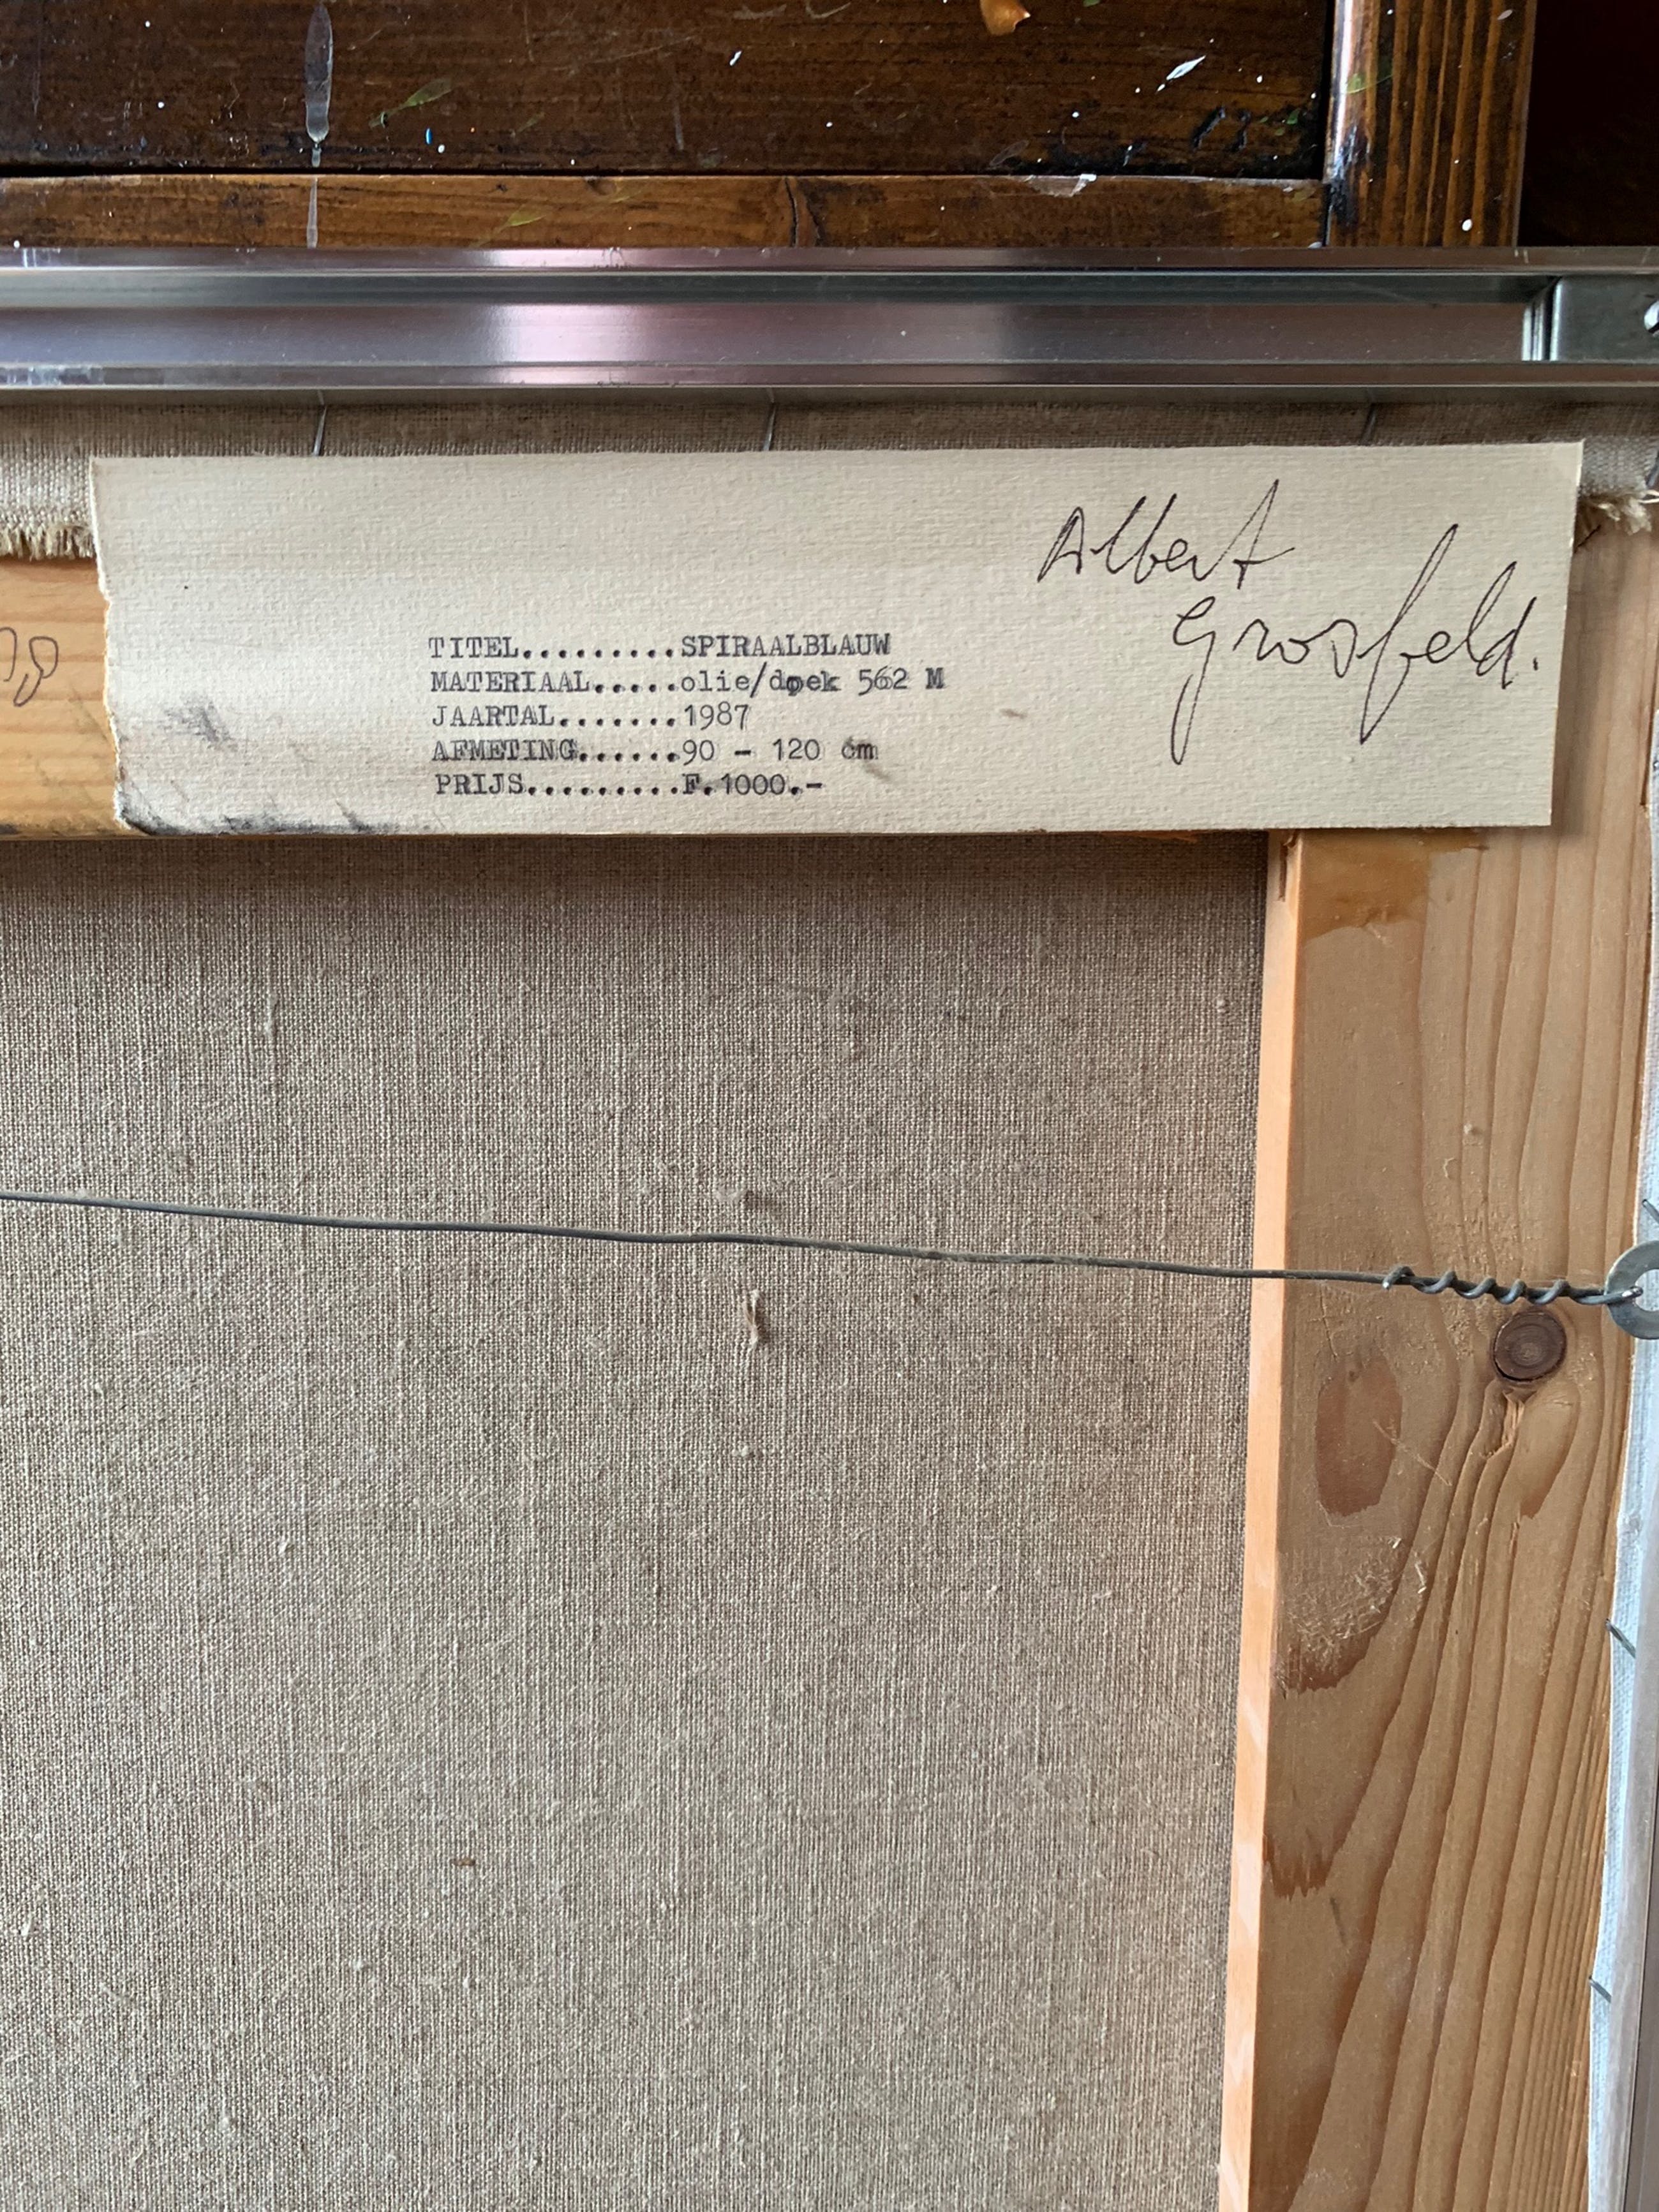 Albert
Grosfeld.
TITEL.........SPIRAALBLAUW
MATERIAAL.....olie/doek 562 M
JAARTAL.......1987
AFMETING......90 - 120 cm
PRIJS.........F.1000.-